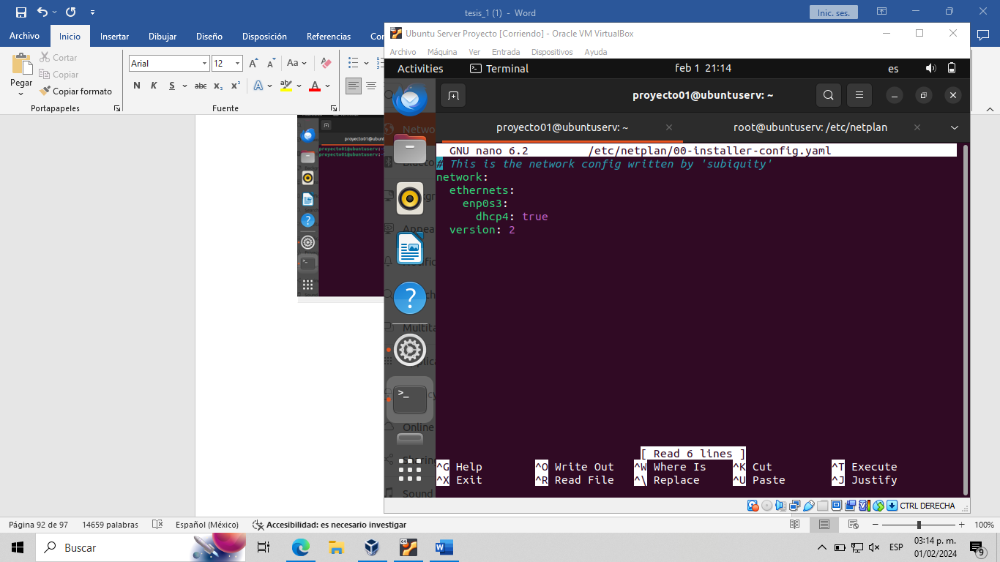 tesis_1 (1) - Word
Inic. ses.
Archivo Inicio Insertar Dibujar Diseño Disposición Referencias
Pegar
Cortar
Copiar
Copiar formato
Portapapeles
Arial 12
Aa
N K S abc x₂ x² A A
Fuente
Ubuntu Server Proyecto [Corriendo] - Oracle VM VirtualBox
Archivo Máquina Ver Entrada Dispositivos Ayuda
Activities Terminal feb 1 21:14 es
proyecto01@ubuntuserv: ~
proyecto01@ubuntuserv: ~ root@ubuntuserv: /etc/netplan
GNU nano 6.2 /etc/netplan/00-installer-config.yaml
# This is the network config written by 'subiquity'
network:
  ethernets:
    enp0s3:
      dhcp4: true
  version: 2
[ Read 6 lines ]
^G Help ^O Write Out ^W Where Is ^K Cut ^T Execute
^X Exit ^R Read File ^\ Replace ^U Paste ^J Justify
Online
Sound
CTRL DERECHA
Página 92 de 97 14659 palabras Español (México) Accesibilidad: es necesario investigar 100%
Buscar
ESP
03:14 p. m.
01/02/2024
9